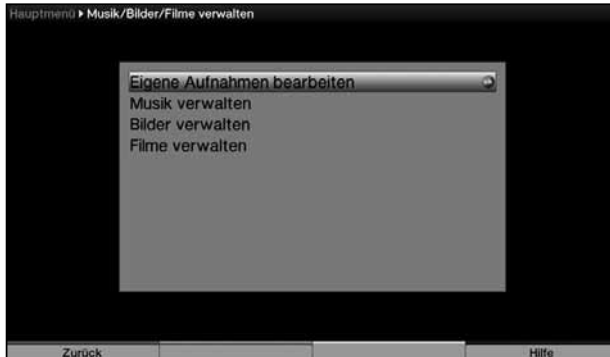 Hauptmenü ▸ Musik/Bilder/Filme verwalten
Eigene Aufnahmen bearbeiten
Musik verwalten
Bilder verwalten
Filme verwalten
Zurück
Hilfe